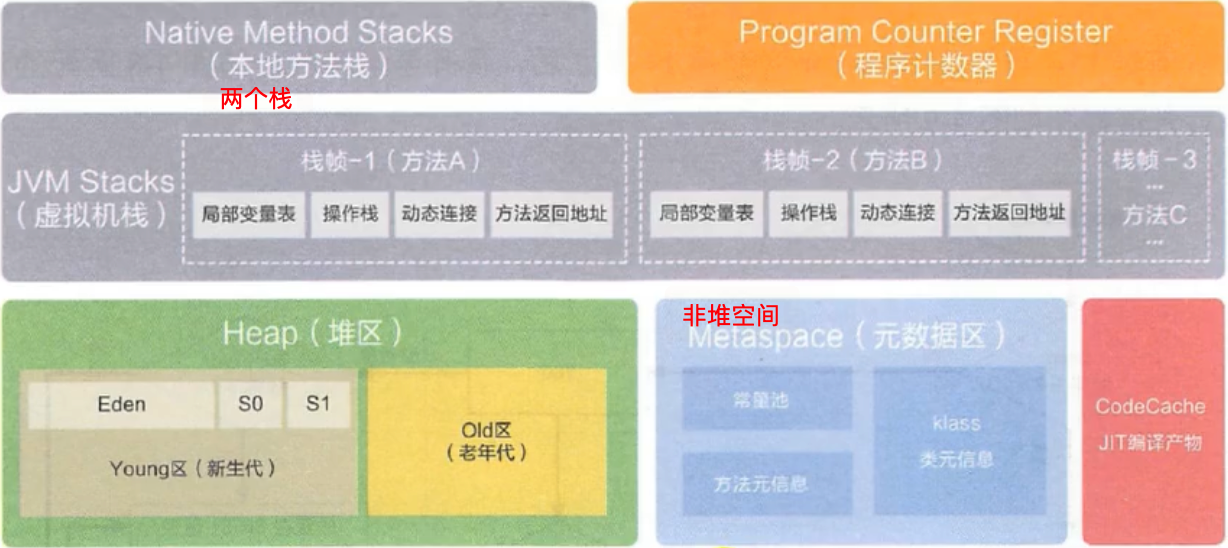 Native Method Stacks
（本地方法栈）
Program Counter Register
（程序计数器）
两个栈
JVM Stacks
（虚拟机栈）
栈帧-1（方法A）
局部变量表
操作栈
动态连接
方法返回地址
栈帧-2（方法B）
局部变量表
操作栈
动态连接
方法返回地址
栈帧-3
...
方法C
...
Heap（堆区）
Eden
S0
S1
Young区（新生代）
Old区
（老年代）
非堆空间
Metaspace（元数据区）
常量池
方法元信息
klass
类元信息
CodeCache
JIT编译产物